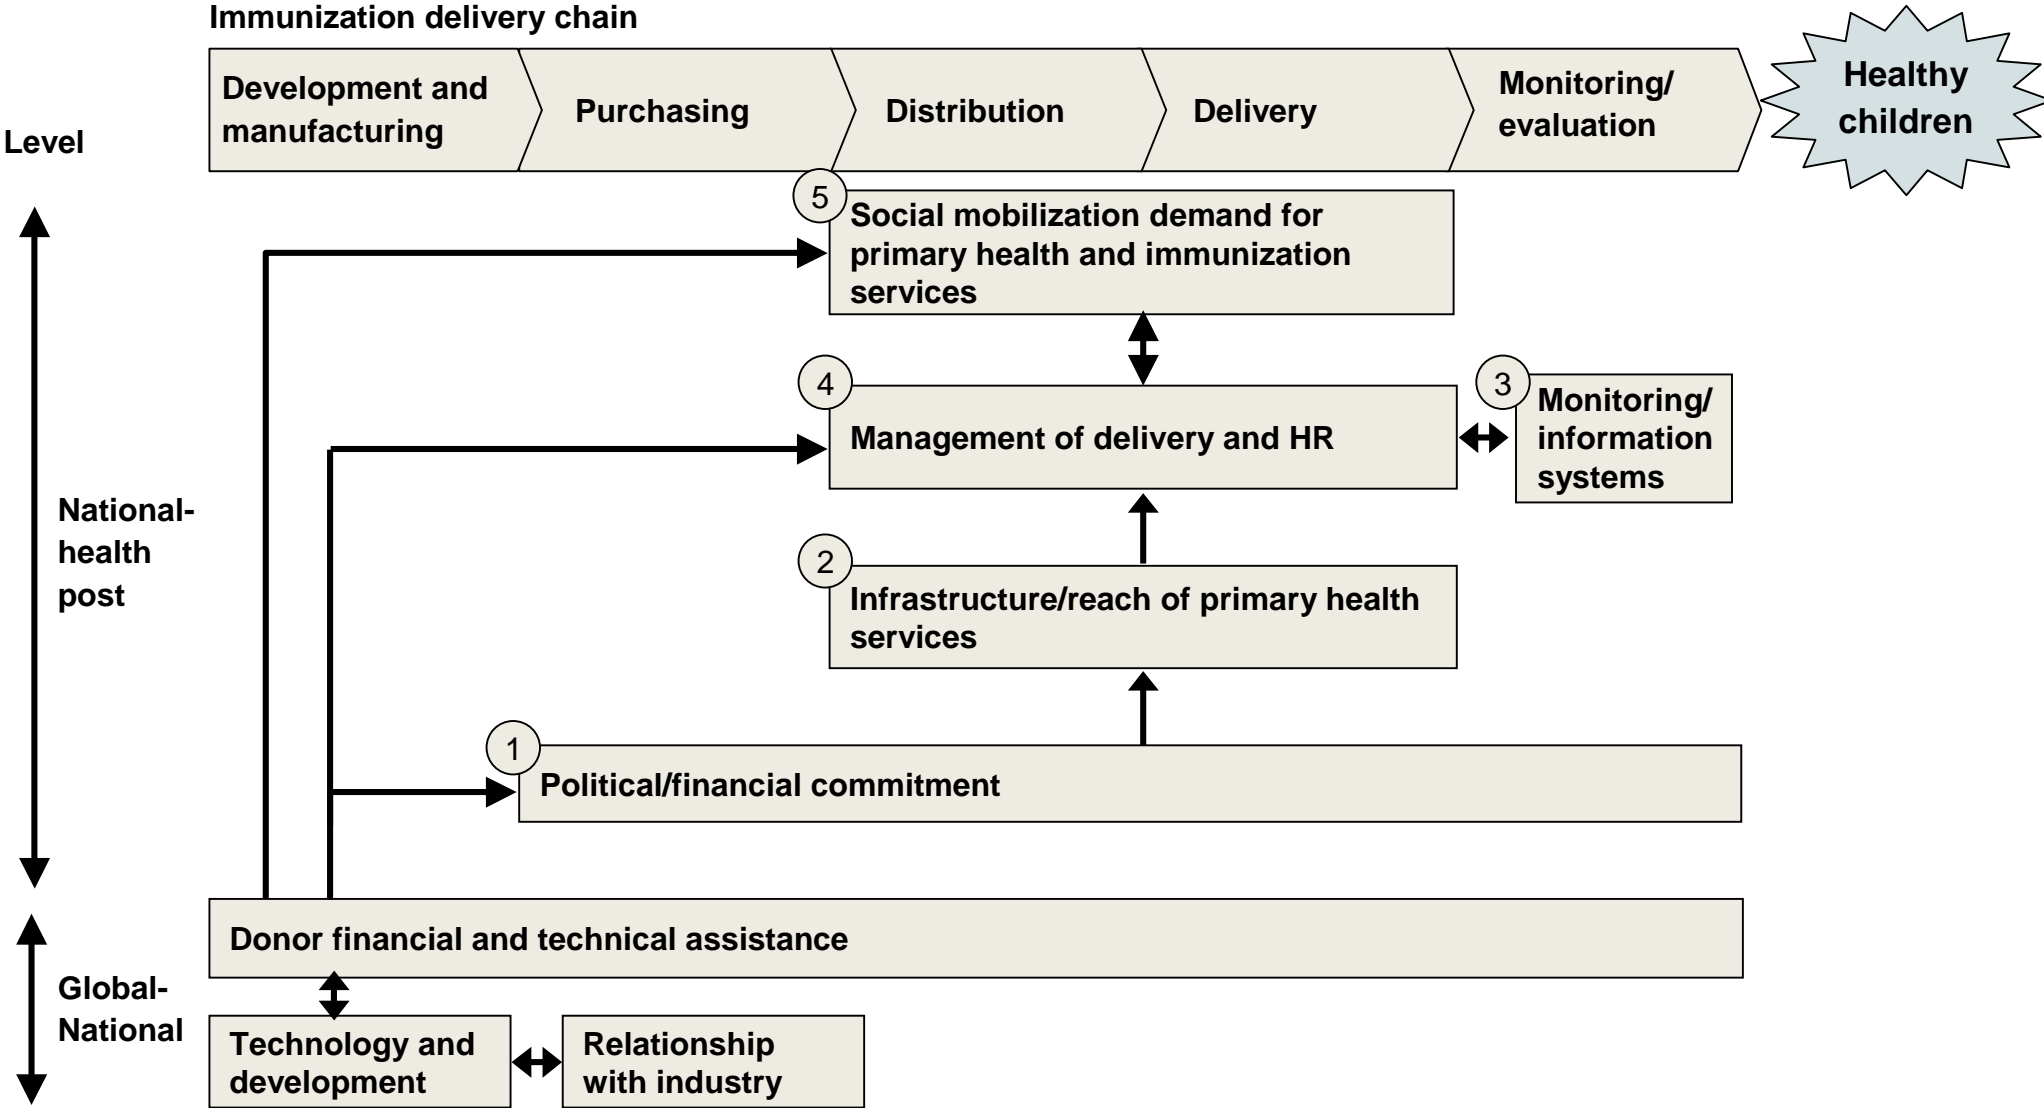 Immunization delivery chain
Development and
manufacturing
Purchasing
Distribution
Delivery
Monitoring/
evaluation
Healthy
children
Level
5
Social mobilization demand for
primary health and immunization
services
4
Management of delivery and HR
3
Monitoring/
information
systems
National-
health
post
2
Infrastructure/reach of primary health
services
1
Political/financial commitment
Donor financial and technical assistance
Global-
National
Technology and
development
Relationship
with industry